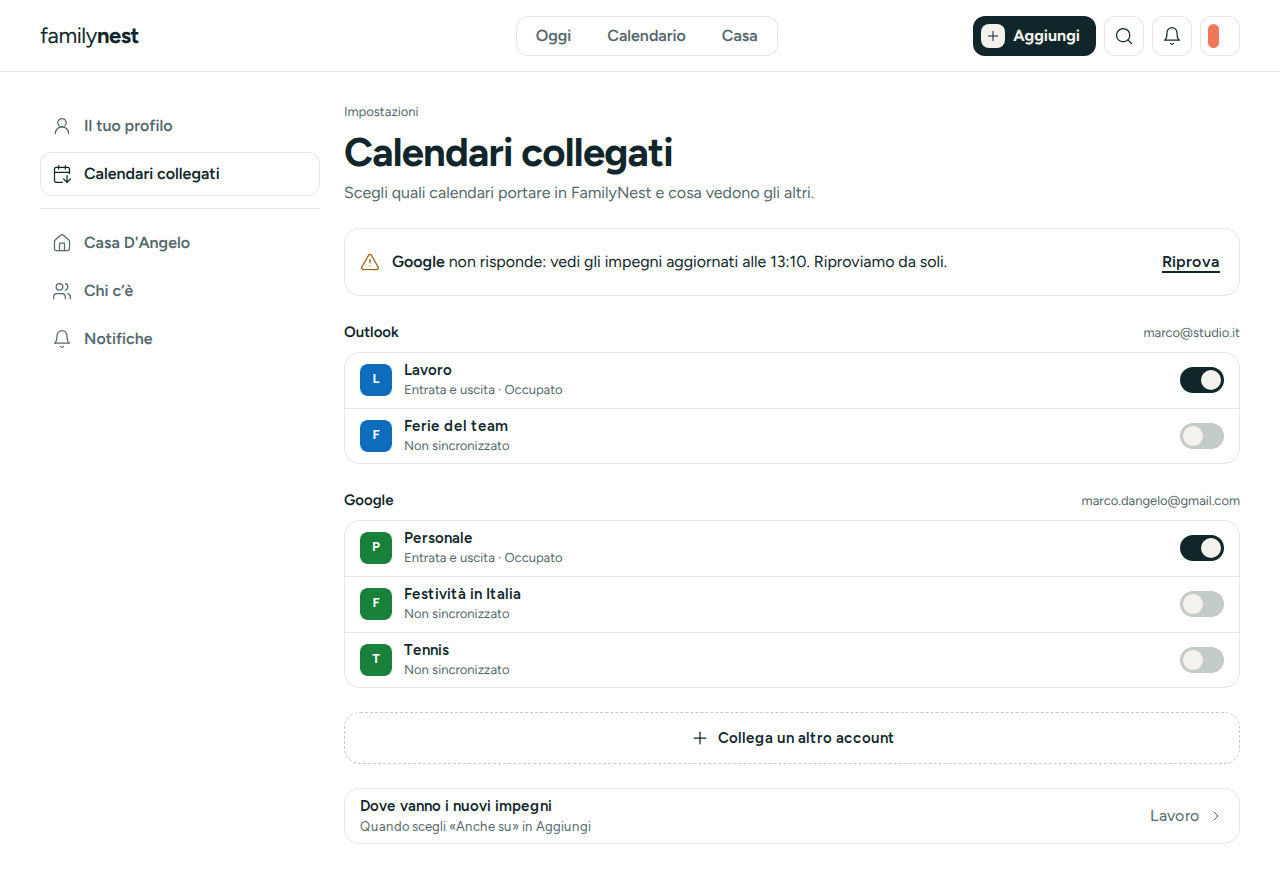 familynest
Oggi
Calendario
Casa
Aggiungi
Il tuo profilo
Calendari collegati
Casa D'Angelo
Chi c’è
Notifiche
Impostazioni
Calendari collegati
Scegli quali calendari portare in FamilyNest e cosa vedono gli altri.
Google non risponde: vedi gli impegni aggiornati alle 13:10. Riproviamo da soli.
Riprova
Outlook
marco@studio.it
L
Lavoro
Entrata e uscita · Occupato
F
Ferie del team
Non sincronizzato
Google
marco.dangelo@gmail.com
P
Personale
Entrata e uscita · Occupato
F
Festività in Italia
Non sincronizzato
T
Tennis
Non sincronizzato
Collega un altro account
Dove vanno i nuovi impegni
Quando scegli «Anche su» in Aggiungi
Lavoro